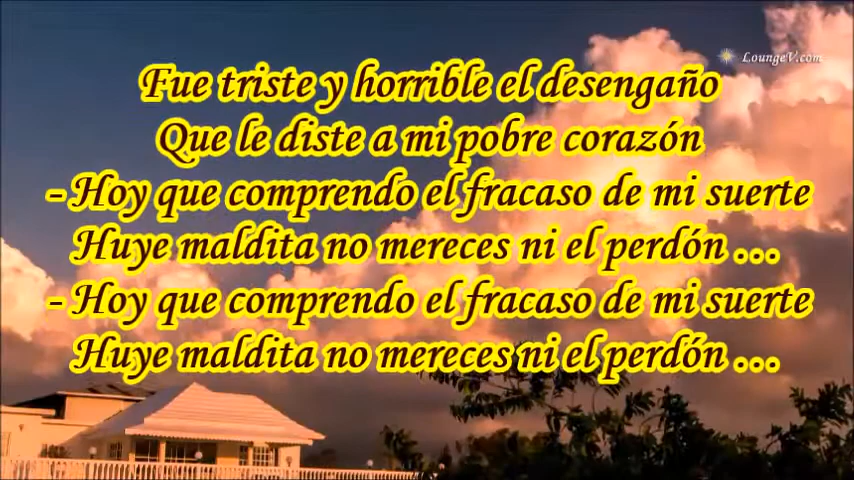 LoungeV.com
Fue triste y horrible el desengaño
Que le diste a mi pobre corazón
- Hoy que comprendo el fracaso de mi suerte
Huye maldita no mereces ni el perdón ...
- Hoy que comprendo el fracaso de mi suerte
Huye maldita no mereces ni el perdón ...